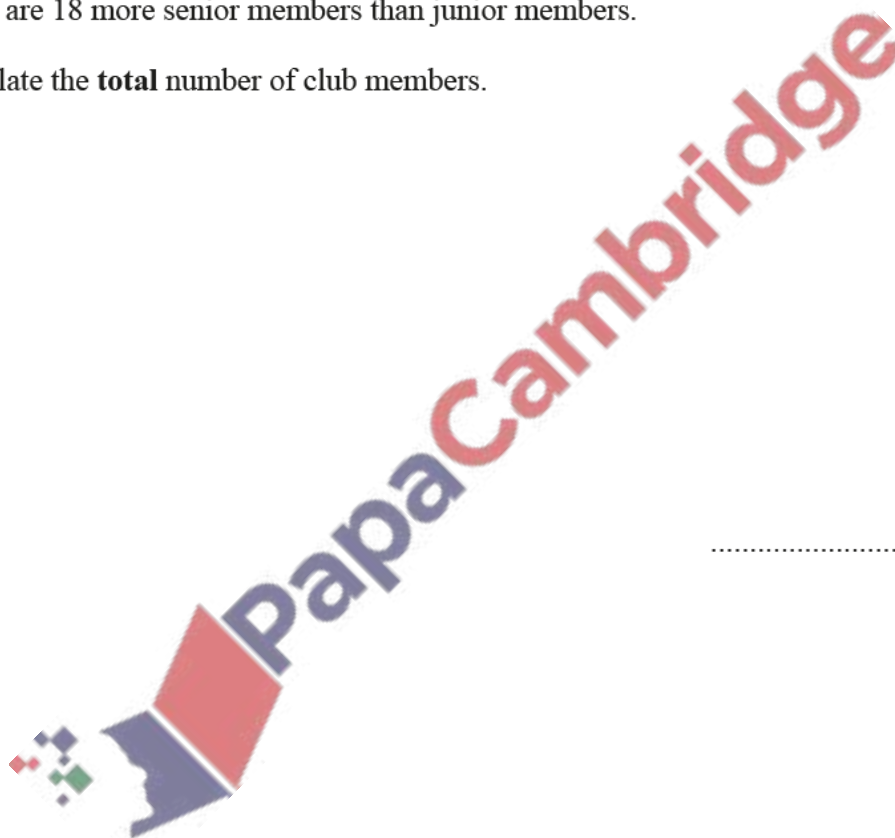 are 18 more senior members than junior members.
late the total number of club members.
PapaCambridge